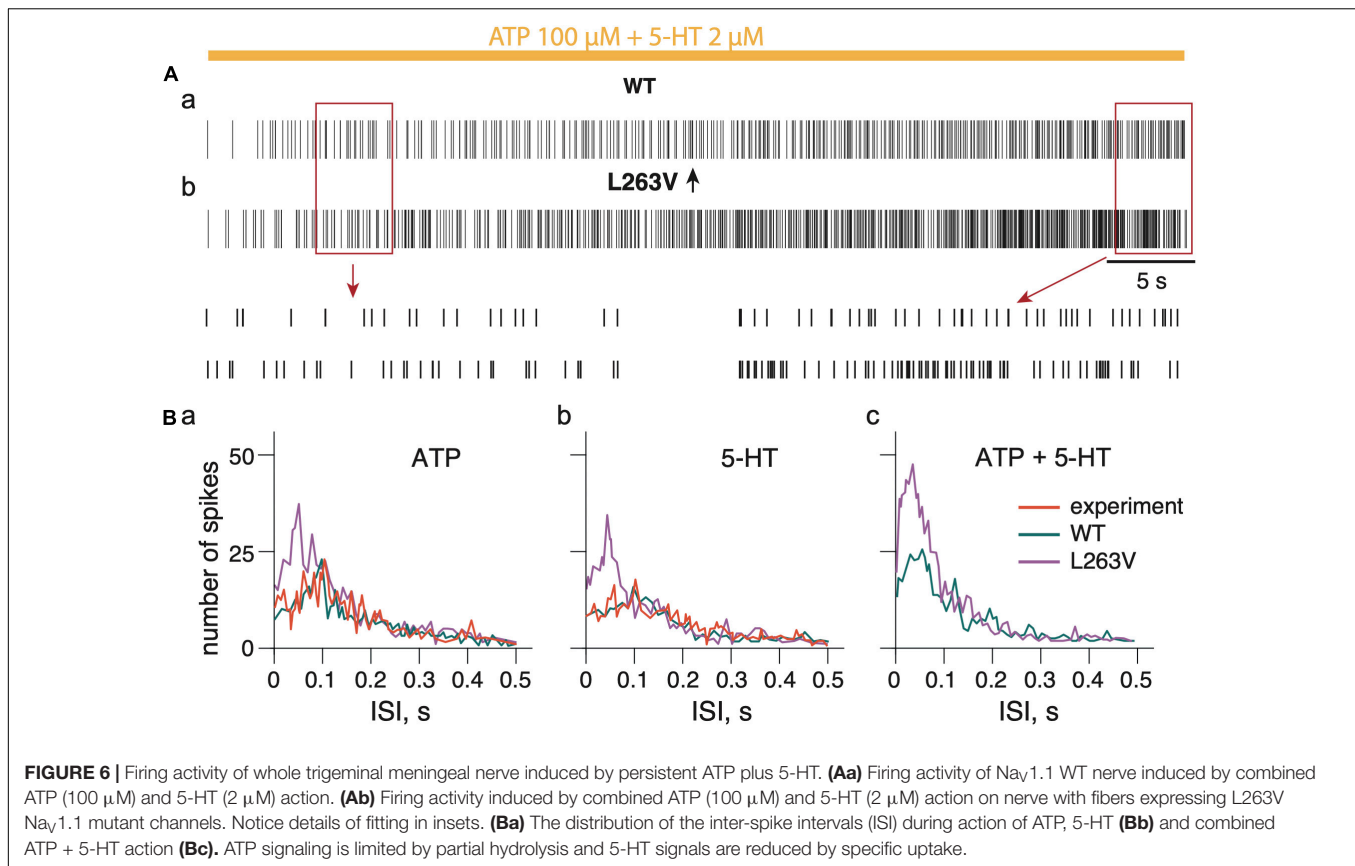 ATP 100 µM + 5-HT 2 µM
A
WT
a
b
L263V
5 s
B a
b
c
ATP
5-HT
ATP + 5-HT
number of spikes
50
25
0
experiment
WT
L263V
0 0.1 0.2 0.3 0.4 0.5
0 0.1 0.2 0.3 0.4 0.5
0 0.1 0.2 0.3 0.4 0.5
ISI, s
ISI, s
ISI, s
FIGURE 6 | Firing activity of whole trigeminal meningeal nerve induced by persistent ATP plus 5-HT. (Aa) Firing activity of NaV1.1 WT nerve induced by combined
ATP (100 µM) and 5-HT (2 µM) action. (Ab) Firing activity induced by combined ATP (100 µM) and 5-HT (2 µM) action on nerve with fibers expressing L263V
NaV1.1 mutant channels. Notice details of fitting in insets. (Ba) The distribution of the inter-spike intervals (ISI) during action of ATP, 5-HT (Bb) and combined
ATP + 5-HT action (Bc). ATP signaling is limited by partial hydrolysis and 5-HT signals are reduced by specific uptake.